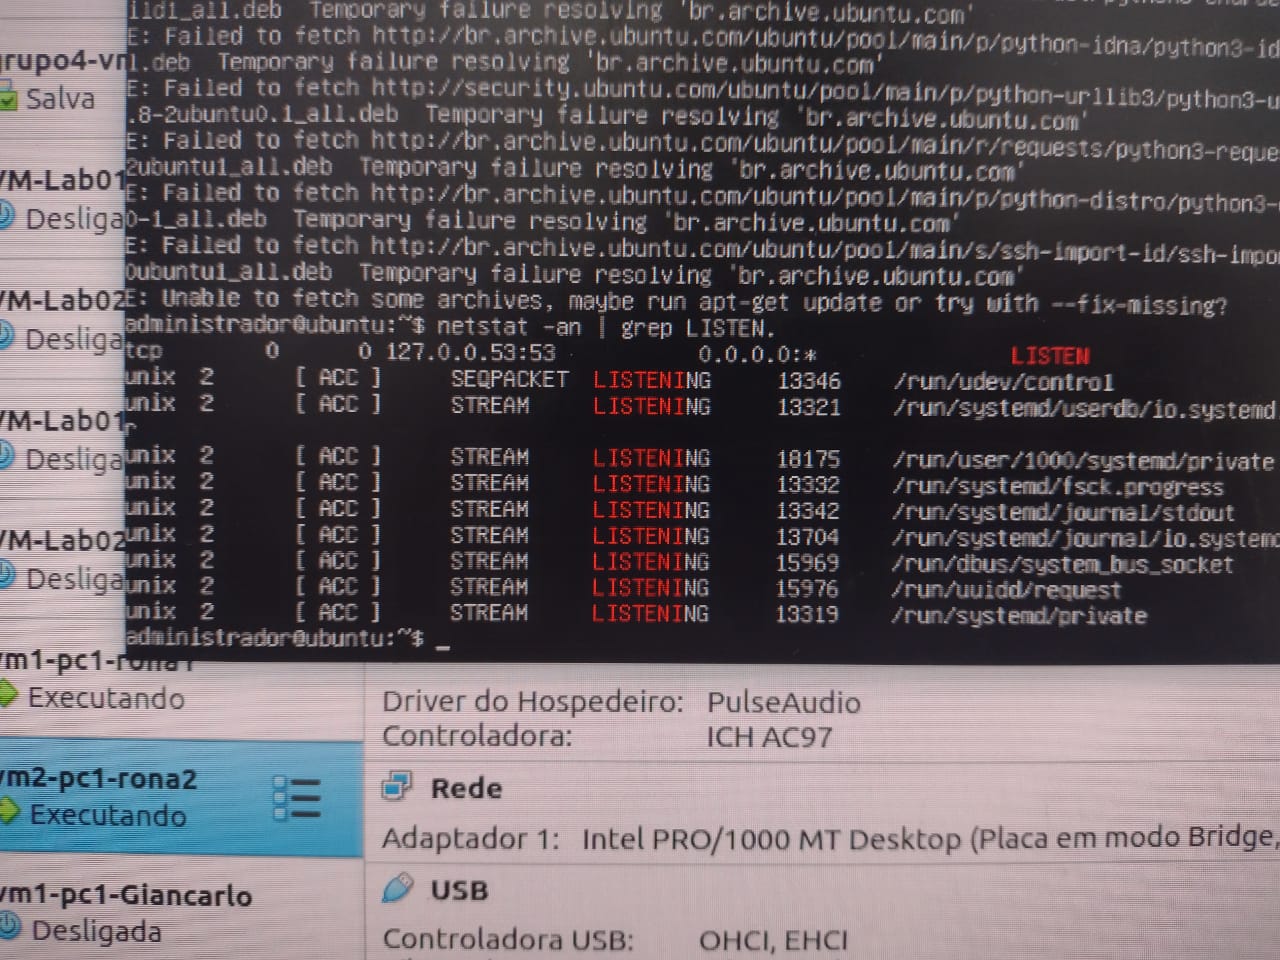 ild1_all.deb  Temporary failure resolving 'br.archive.ubuntu.com'
E: Failed to fetch http://br.archive.ubuntu.com/ubuntu/pool/main/p/python-idna/python3-id
1.deb  Temporary failure resolving 'br.archive.ubuntu.com'
E: Failed to fetch http://security.ubuntu.com/ubuntu/pool/main/p/python-urllib3/python3-u
.8-2ubuntu0.1_all.deb  Temporary failure resolving 'br.archive.ubuntu.com'
E: Failed to fetch http://br.archive.ubuntu.com/ubuntu/pool/main/r/requests/python3-reque
2ubuntu1_all.deb  Temporary failure resolving 'br.archive.ubuntu.com'
E: Failed to fetch http://br.archive.ubuntu.com/ubuntu/pool/main/p/python-distro/python3-
0-1_all.deb  Temporary failure resolving 'br.archive.ubuntu.com'
E: Failed to fetch http://br.archive.ubuntu.com/ubuntu/pool/main/s/ssh-import-id/ssh-impo
0ubuntu1_all.deb  Temporary failure resolving 'br.archive.ubuntu.com'
E: Unable to fetch some archives, maybe run apt-get update or try with --fix-missing?
administrador@ubuntu:~$ netstat -an | grep LISTEN.
tcp 0 0 127.0.0.53:53 0.0.0.0:* LISTEN
unix 2 [ ACC ] SEQPACKET LISTENING 13346 /run/udev/control
unix 2 [ ACC ] STREAM LISTENING 13321 /run/systemd/userdb/io.systemd
r
unix 2 [ ACC ] STREAM LISTENING 18175 /run/user/1000/systemd/private
unix 2 [ ACC ] STREAM LISTENING 13332 /run/systemd/fsck.progress
unix 2 [ ACC ] STREAM LISTENING 13342 /run/systemd/journal/stdout
unix 2 [ ACC ] STREAM LISTENING 13704 /run/systemd/journal/io.systemd
unix 2 [ ACC ] STREAM LISTENING 15969 /run/dbus/system_bus_socket
unix 2 [ ACC ] STREAM LISTENING 15976 /run/uuidd/request
unix 2 [ ACC ] STREAM LISTENING 13319 /run/systemd/private
administrador@ubuntu:~$ _
rupo4-vm
Salva
VM-Lab01
Desliga
VM-Lab02
Desliga
VM-Lab01
Desliga
VM-Lab02
Desliga
vm1-pc1-rona1
Executando
vm2-pc1-rona2
Executando
vm1-pc1-Giancarlo
Desligada
Driver do Hospedeiro: PulseAudio
Controladora: ICH AC97
Rede
Adaptador 1: Intel PRO/1000 MT Desktop (Placa em modo Bridge,
USB
Controladora USB: OHCI, EHCI